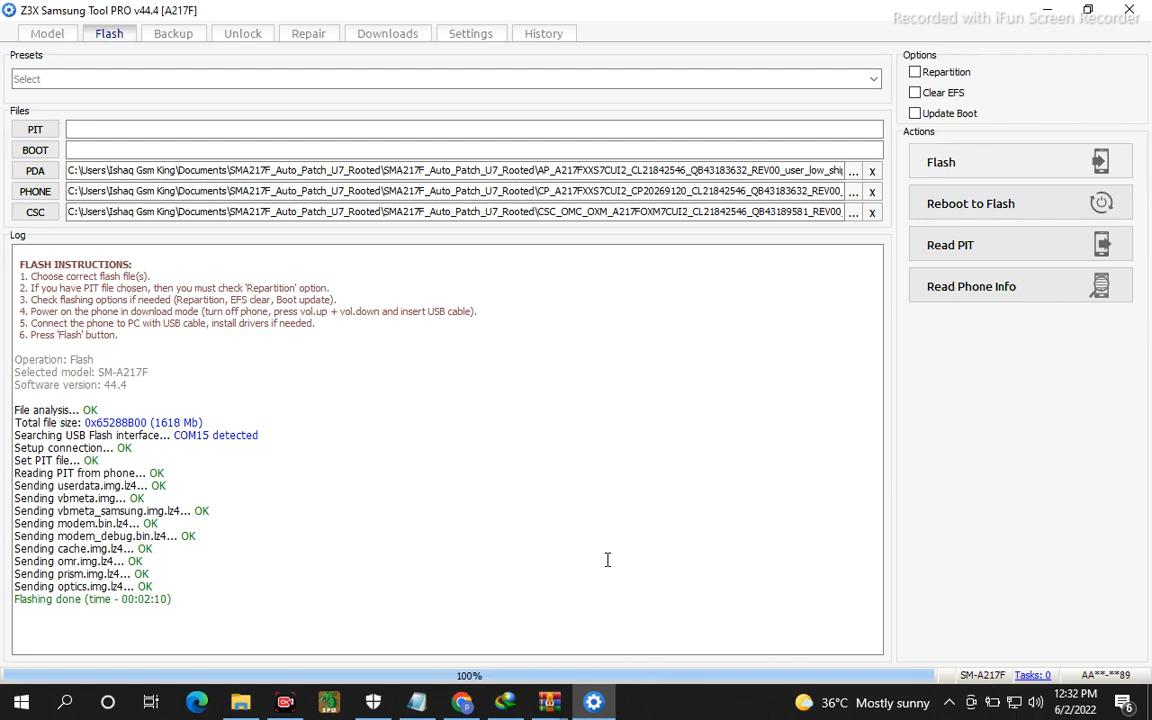 Z3X Samsung Tool PRO v44.4 [A217F]
Recorded with iFun Screen Recorder
Model Flash Backup Unlock Repair Downloads Settings History
Presets
Select
Files
PIT
BOOT
PDA C:\Users\Ishaq Gsm King\Documents\SMA217F_Auto_Patch_U7_Rooted\SMA217F_Auto_Patch_U7_Rooted\AP_A217FXXS7CUI2_CL21842546_QB43183632_REV00_user_low_shi ... x
PHONE C:\Users\Ishaq Gsm King\Documents\SMA217F_Auto_Patch_U7_Rooted\SMA217F_Auto_Patch_U7_Rooted\CP_A217FXXS7CUI2_CP20269120_CL21842546_QB43183632_REV00_ ... x
CSC C:\Users\Ishaq Gsm King\Documents\SMA217F_Auto_Patch_U7_Rooted\SMA217F_Auto_Patch_U7_Rooted\CSC_OMC_OXM_A217FOXM7CUI2_CL21842546_QB43189581_REV00_ ... x
Options
Repartition
Clear EFS
Update Boot
Actions
Flash
Reboot to Flash
Read PIT
Read Phone Info
Log
FLASH INSTRUCTIONS:
1. Choose correct flash file(s).
2. If you have PIT file chosen, then you must check 'Repartition' option.
3. Check flashing options if needed (Repartition, EFS clear, Boot update).
4. Power on the phone in download mode (turn off phone, press vol.up + vol.down and insert USB cable).
5. Connect the phone to PC with USB cable, install drivers if needed.
6. Press 'Flash' button.
Operation: Flash
Selected model: SM-A217F
Software version: 44.4
File analysis... OK
Total file size: 0x65288B00 (1618 Mb)
Searching USB Flash interface... COM15 detected
Setup connection... OK
Set PIT file... OK
Reading PIT from phone... OK
Sending userdata.img.lz4... OK
Sending vbmeta.img... OK
Sending vbmeta_samsung.img.lz4... OK
Sending modem.bin.lz4... OK
Sending modem_debug.bin.lz4... OK
Sending cache.img.lz4... OK
Sending omr.img.lz4... OK
Sending prism.img.lz4... OK
Sending optics.img.lz4... OK
Flashing done (time - 00:02:10)
100%
SM-A217F Tasks: 0 AA**-**89
SPD
36°C Mostly sunny
12:32 PM
6/2/2022
6